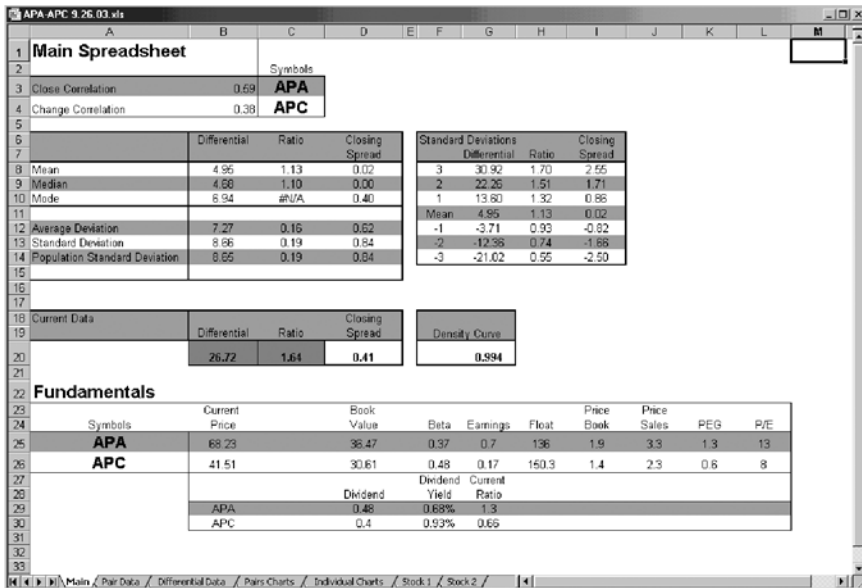 APA-APC 9.26.03.xls
A B C D E F G H I J K L M
1 Main Spreadsheet
2 Symbols
3 Close Correlation 0.69 APA
4 Change Correlation 0.38 APC
5
6 Differential Ratio Closing Standard Deviations Closing
7 Spread Differential Ratio Spread
8 Mean 4.95 1.13 0.02 3 30.92 1.70 2.55
9 Median 4.68 1.10 0.00 2 22.26 1.51 1.71
10 Mode 6.94 #N/A 0.40 1 13.60 1.32 0.86
11 Mean 4.95 1.13 0.02
12 Average Deviation 7.27 0.16 0.62 -1 -3.71 0.93 -0.82
13 Standard Deviation 8.66 0.19 0.84 -2 -12.36 0.74 -1.66
14 Population Standard Deviation 8.65 0.19 0.84 -3 -21.02 0.55 -2.50
15
16
17
18 Current Data Closing
19 Differential Ratio Spread Density Curve
20 26.72 1.64 0.41 0.994
21
22 Fundamentals
23 Current Book Price Price
24 Symbols Price Value Beta Earnings Float Book Sales PEG P/E
25 APA 68.23 36.47 0.37 0.7 136 1.9 3.3 1.3 13
26 APC 41.51 30.61 0.48 0.17 150.3 1.4 2.3 0.6 8
27 Dividend Current
28 Dividend Yield Ratio
29 APA 0.48 0.68% 1.3
30 APC 0.4 0.93% 0.66
31
32
33
Main Pair Data Differential Data Pairs Charts Individual Charts Stock 1 Stock 2